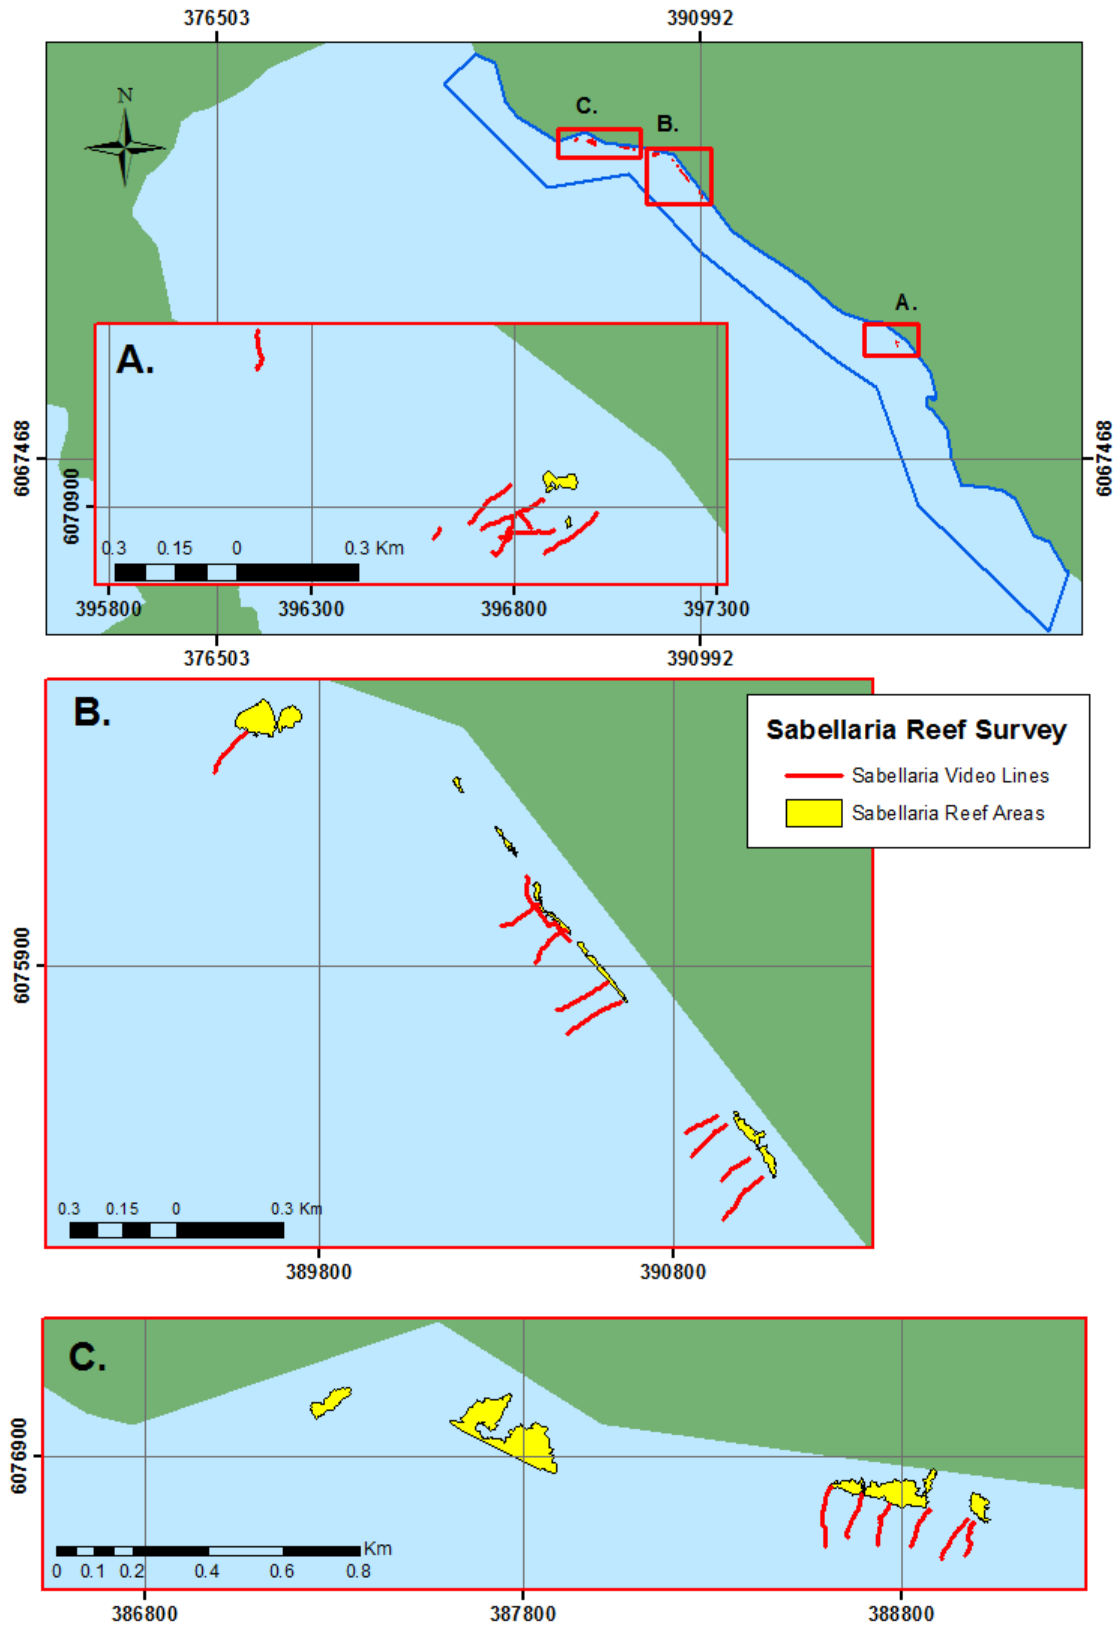 376503 390992
N
C.
B.
A.
6067468 6067468
A.
6070900
0.3 0.15 0 0.3 Km
395800 396300 396800 397300
376503 390992
B.
Sabellaria Reef Survey
Sabellaria Video Lines
Sabellaria Reef Areas
6075900
0.3 0.15 0 0.3 Km
389800 390800
C.
6076900
Km
0 0.1 0.2 0.4 0.6 0.8
386800 387800 388800